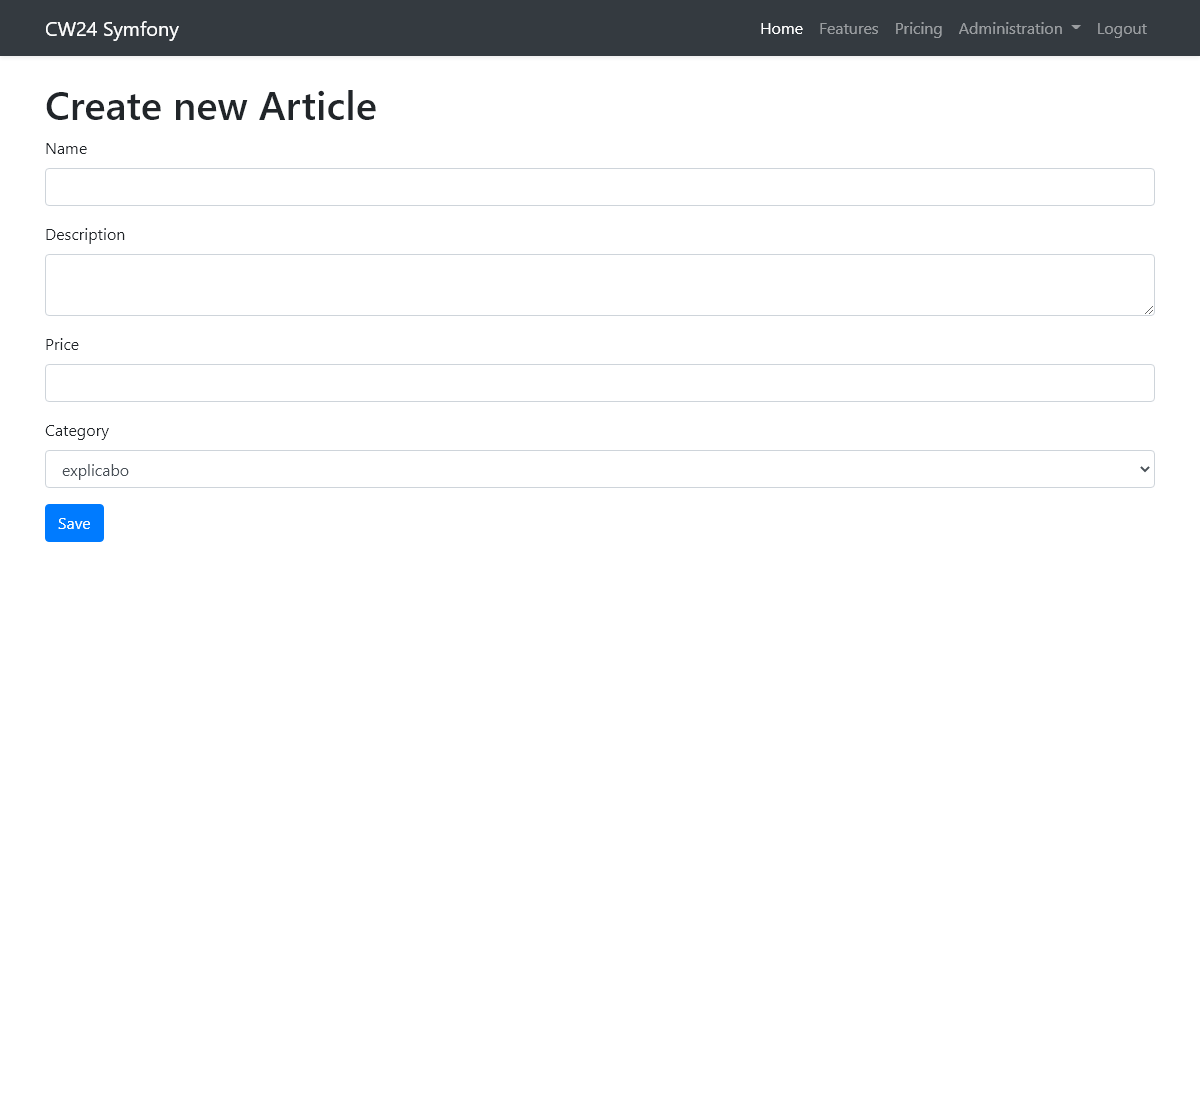 CW24 Symfony Home Features Pricing Administration Logout
Create new Article
Name
Description
Price
Category
explicabo
Save